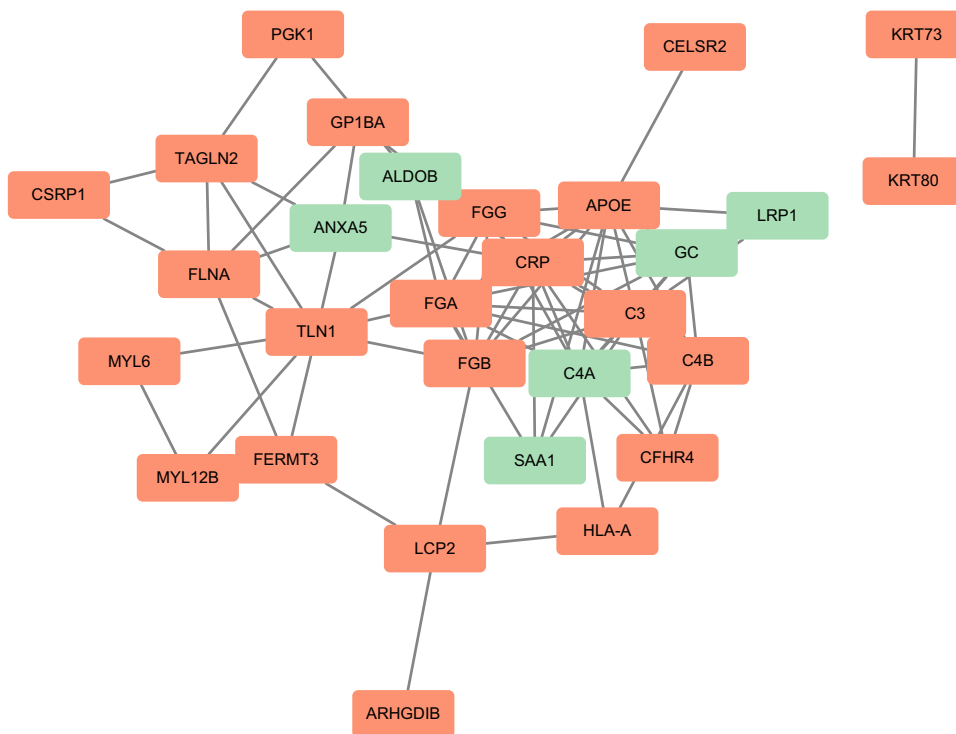 PGK1
KRT73
CELSR2
GP1BA
TAGLN2
ALDOB
KRT80
CSRP1
FGG
APOE
LRP1
ANXA5
GC
CRP
FLNA
FGA
C3
TLN1
MYL6
FGB
C4B
C4A
FERMT3
SAA1
CFHR4
MYL12B
HLA-A
LCP2
ARHGDIB